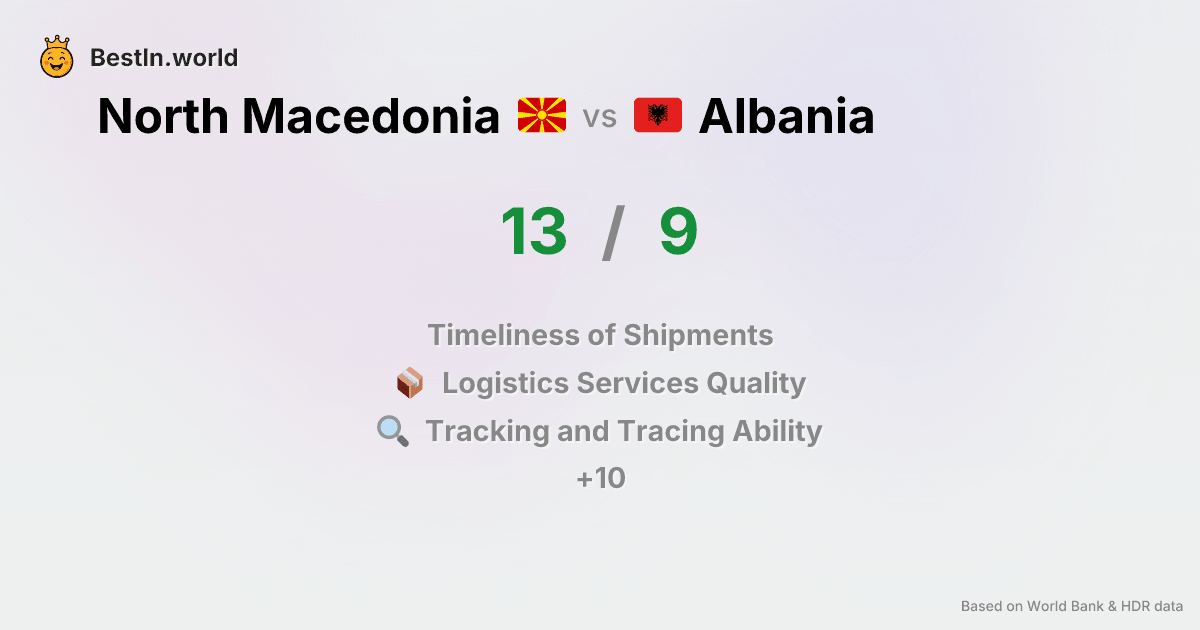 BestIn.world
North Macedonia vs Albania
13 / 9
Timeliness of Shipments
Logistics Services Quality
Tracking and Tracing Ability
+10
Based on World Bank & HDR data